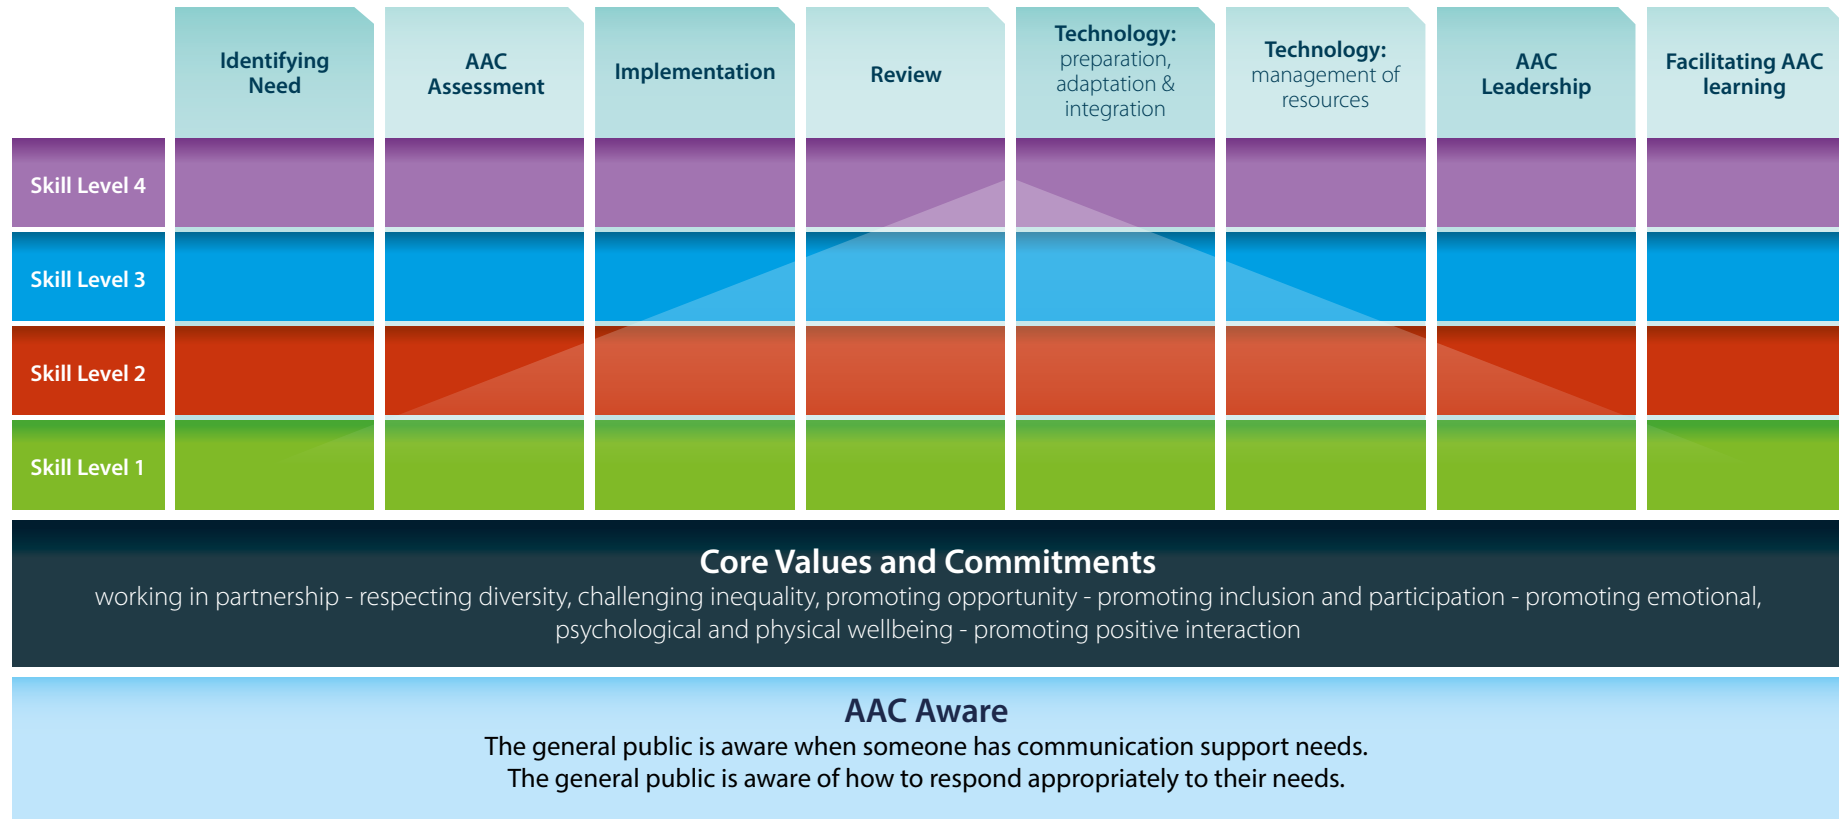 Identifying
Need
AAC
Assessment
Implementation
Review
Technology:
preparation,
adaptation &
integration
Technology:
management of
resources
AAC
Leadership
Facilitating AAC
learning
Skill Level 4
Skill Level 3
Skill Level 2
Skill Level 1
Core Values and Commitments
working in partnership - respecting diversity, challenging inequality, promoting opportunity - promoting inclusion and participation - promoting emotional,
psychological and physical wellbeing - promoting positive interaction
AAC Aware
The general public is aware when someone has communication support needs.
The general public is aware of how to respond appropriately to their needs.